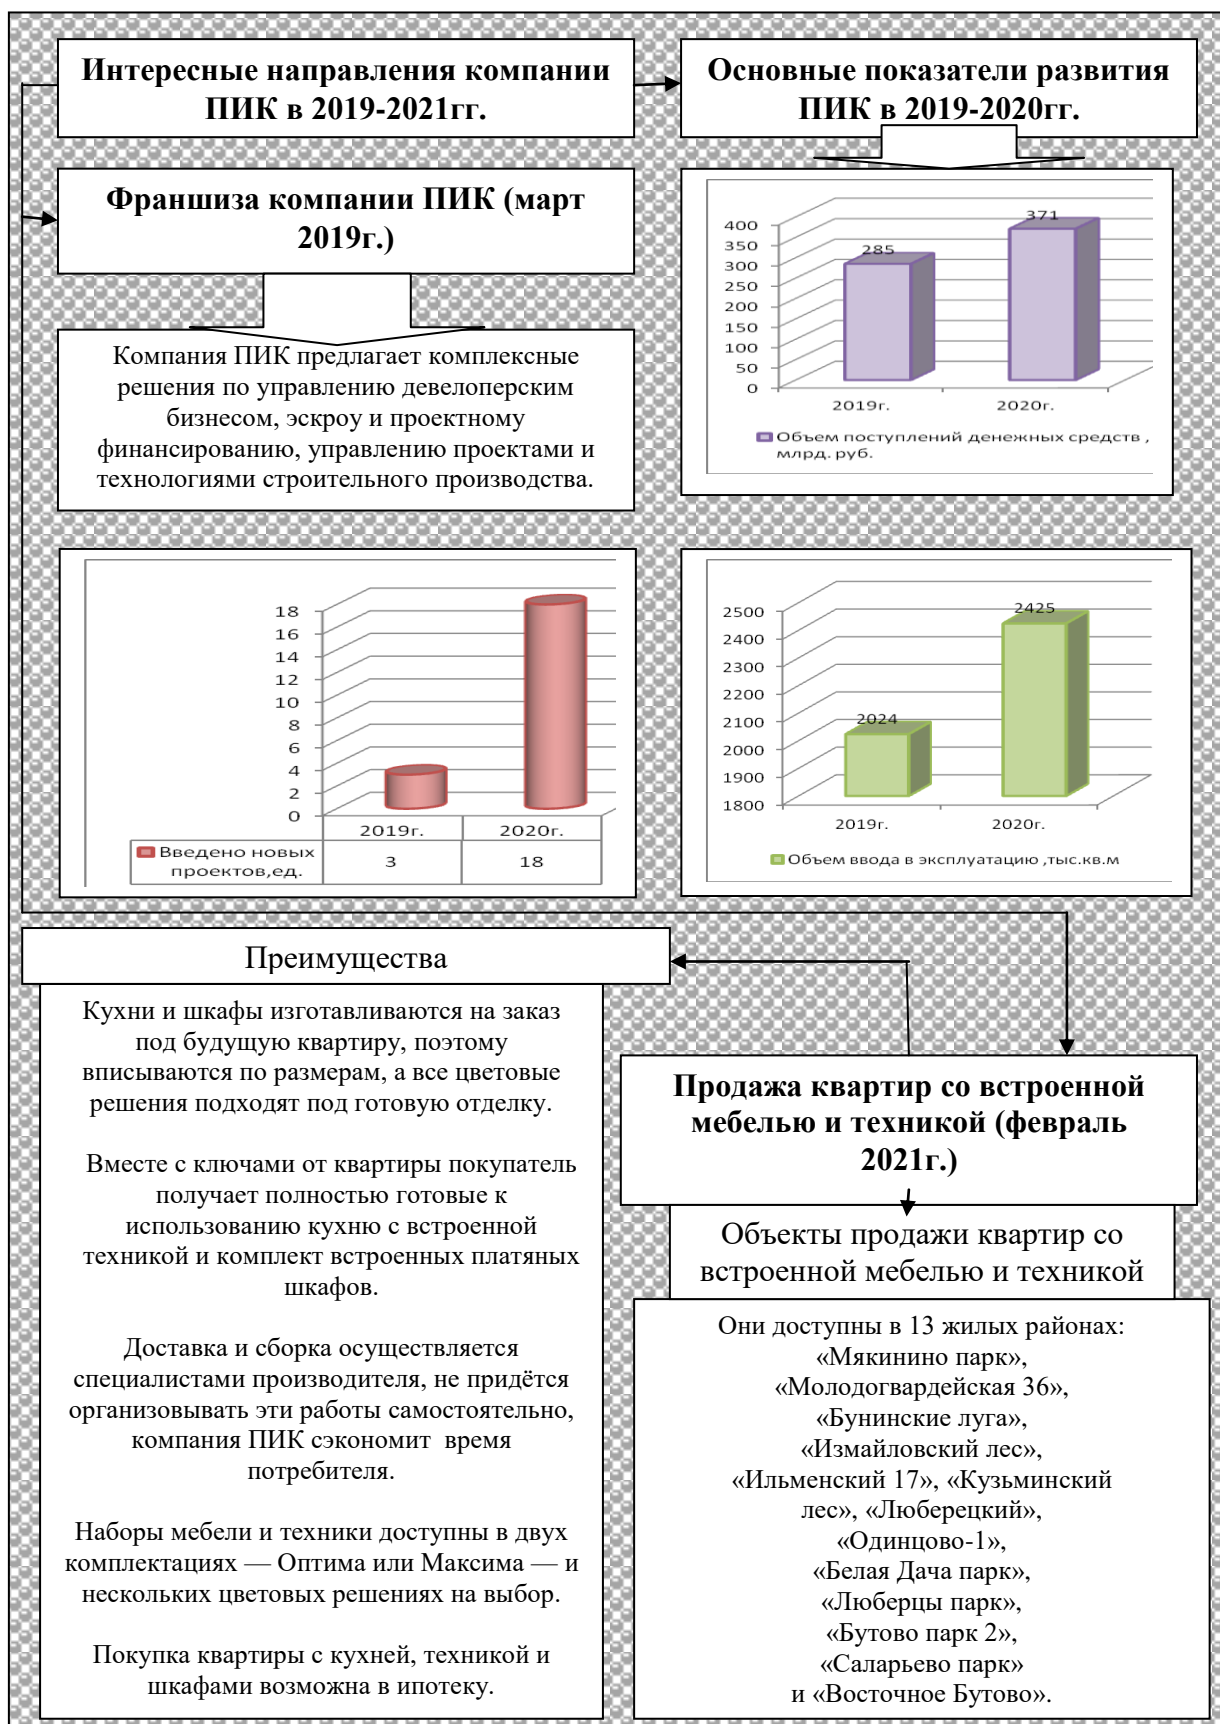 Интересные направления компании
ПИК в 2019-2021гг.
Основные показатели развития
ПИК в 2019-2020гг.
Франшиза компании ПИК (март
2019г.)
Компания ПИК предлагает комплексные
решения по управлению девелоперским
бизнесом, эскроу и проектному
финансированию, управлению проектами и
технологиями строительного производства.
400
350
300
250
200
150
100
50
0
285
371
2019г.
2020г.
Объем поступлений денежных средств ,
млрд. руб.
18
16
14
12
10
8
6
4
2
0
2019г.
2020г.
Введено новых
проектов,ед.
3
18
2500
2400
2300
2200
2100
2000
1900
1800
2024
2425
2019г.
2020г.
Объем ввода в эксплуатацию ,тыс.кв.м
Преимущества
Кухни и шкафы изготавливаются на заказ
под будущую квартиру, поэтому
вписываются по размерам, а все цветовые
решения подходят под готовую отделку.
Вместе с ключами от квартиры покупатель
получает полностью готовые к
использованию кухню с встроенной
техникой и комплект встроенных платяных
шкафов.
Доставка и сборка осуществляется
специалистами производителя, не придётся
организовывать эти работы самостоятельно,
компания ПИК сэкономит время
потребителя.
Наборы мебели и техники доступны в двух
комплектациях — Оптима или Максима — и
нескольких цветовых решениях на выбор.
Покупка квартиры с кухней, техникой и
шкафами возможна в ипотеку.
Продажа квартир со встроенной
мебелью и техникой (февраль
2021г.)
Объекты продажи квартир со
встроенной мебелью и техникой
Они доступны в 13 жилых районах:
«Мякинино парк»,
«Молодогвардейская 36»,
«Бунинские луга»,
«Измайловский лес»,
«Ильменский 17», «Кузьминский
лес», «Люберецкий»,
«Одинцово-1»,
«Белая Дача парк»,
«Люберцы парк»,
«Бутово парк 2»,
«Саларьево парк»
и «Восточное Бутово».